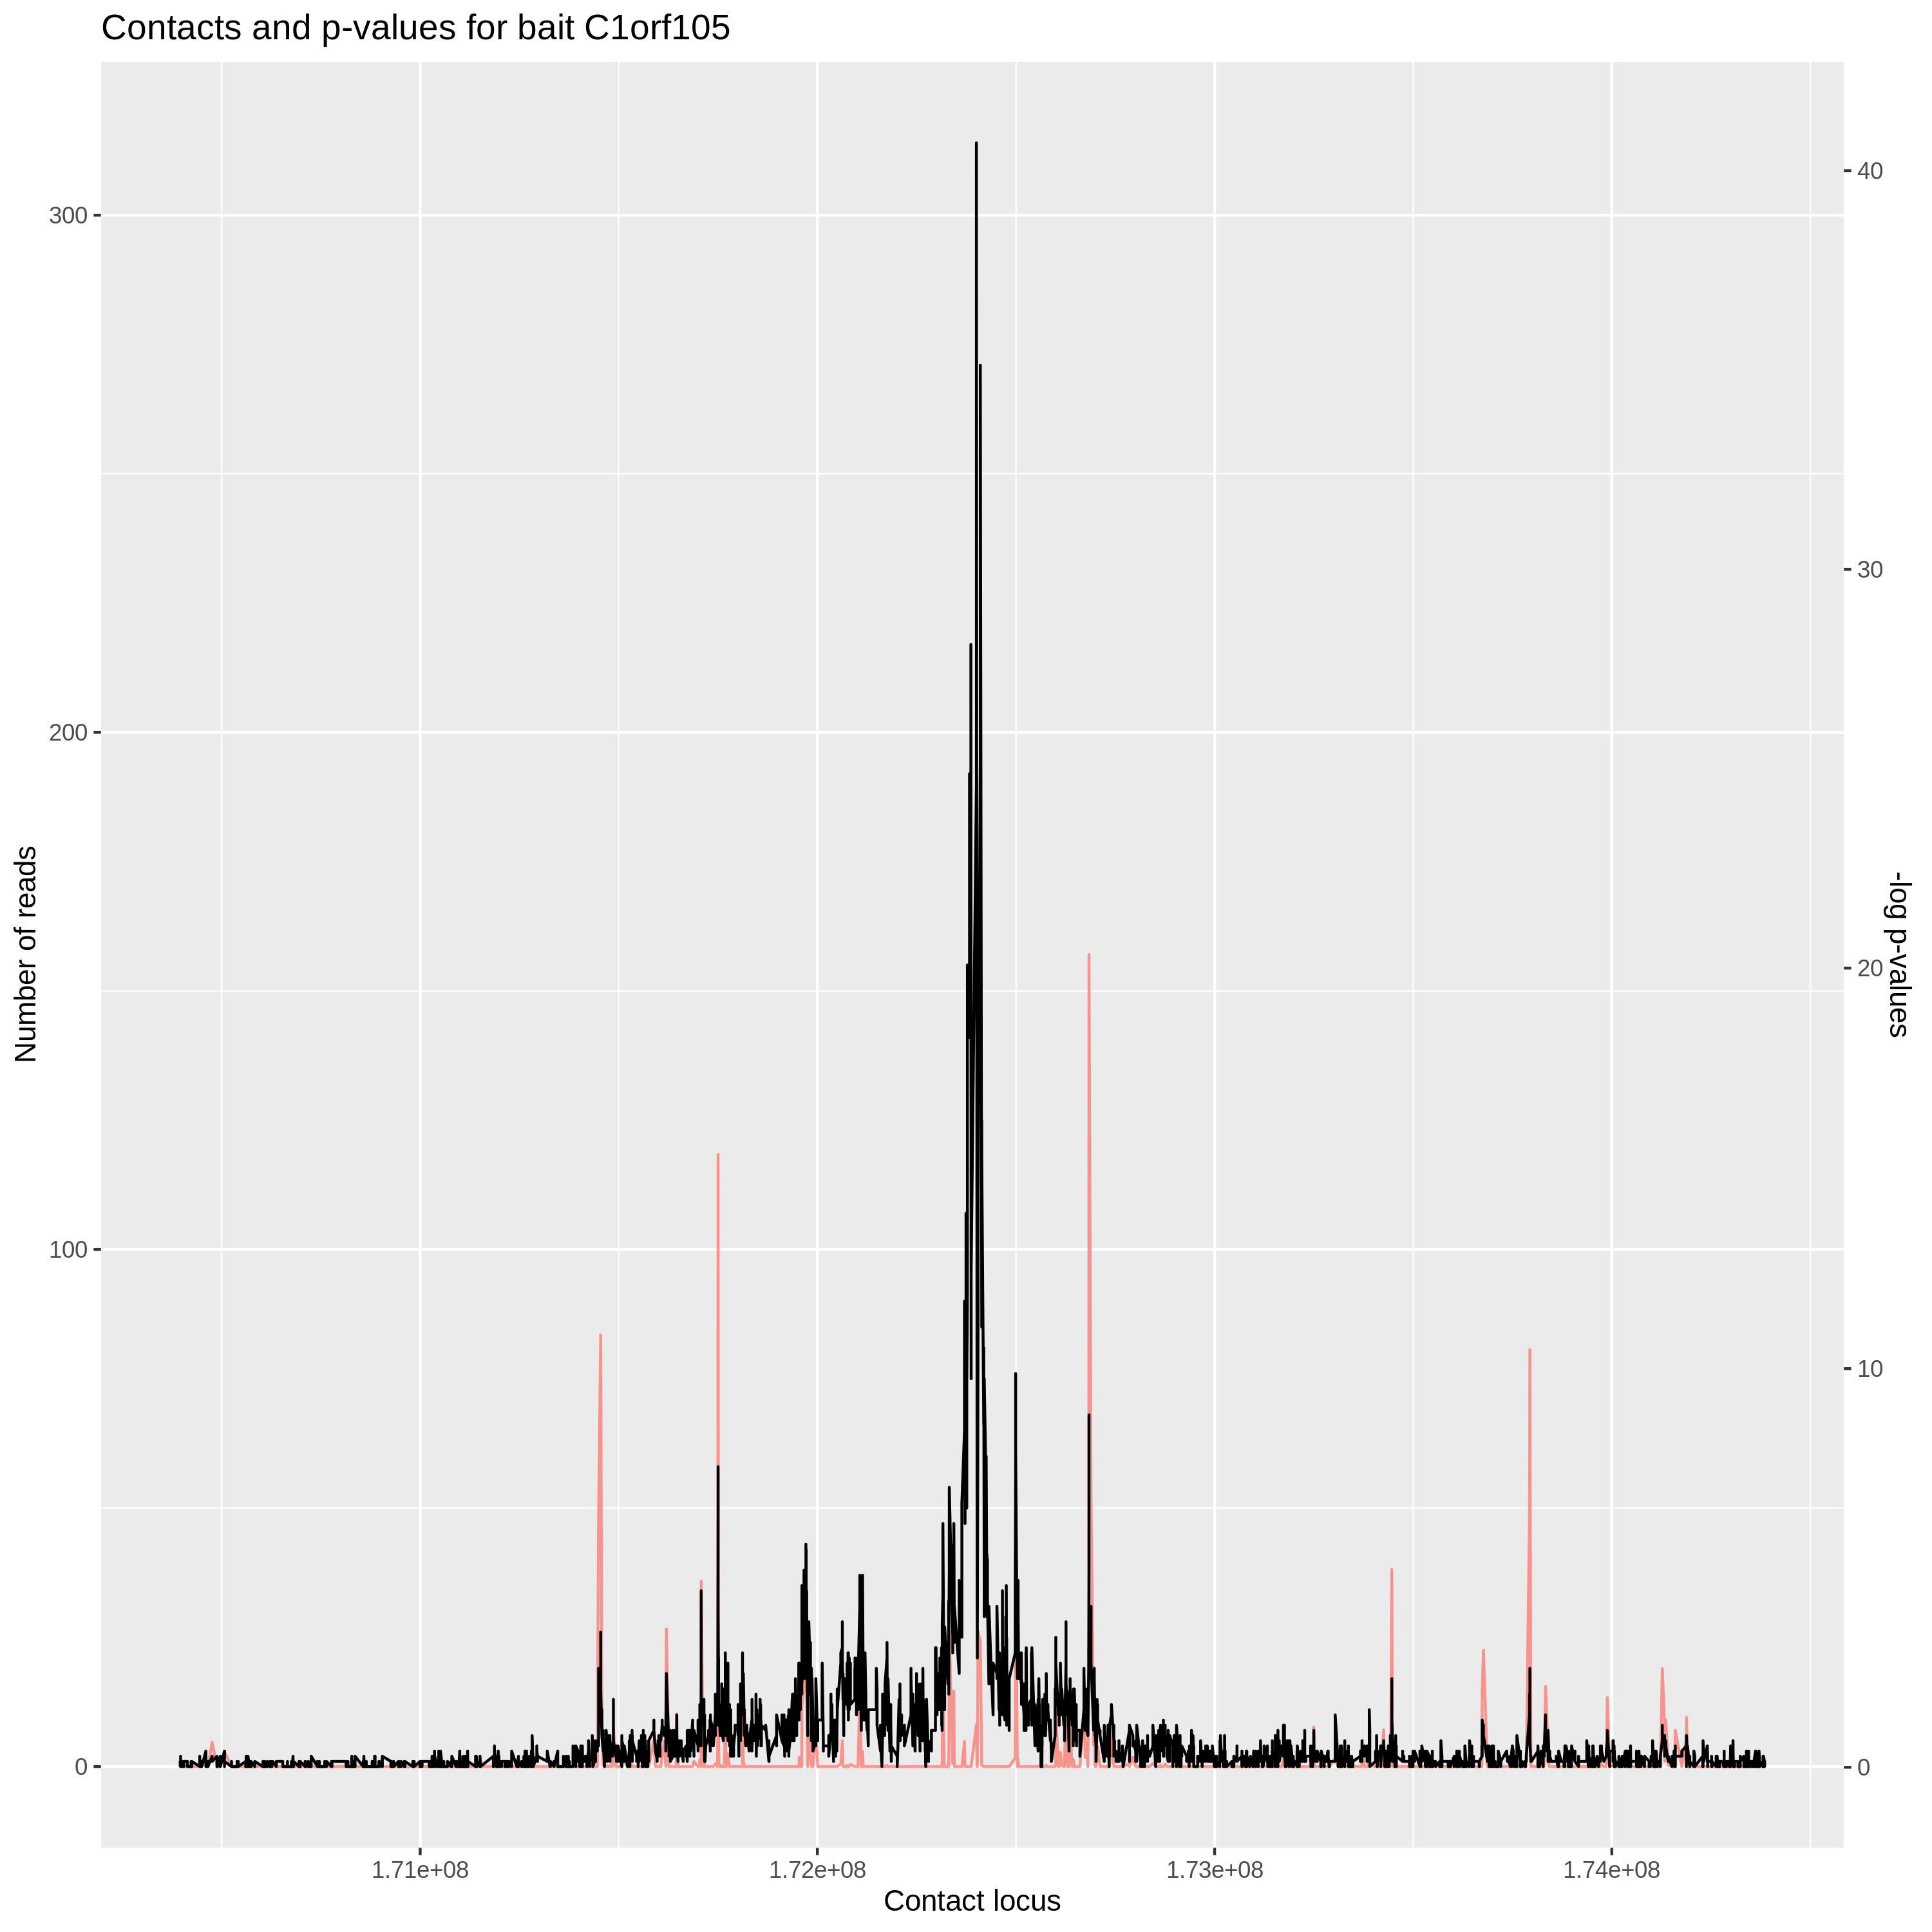 Contacts and p-values for bait C1orf105
300
200
100
0
Number of reads
40
30
20
10
0
-log p-values
1.71e+08
1.72e+08
1.73e+08
1.74e+08
Contact locus